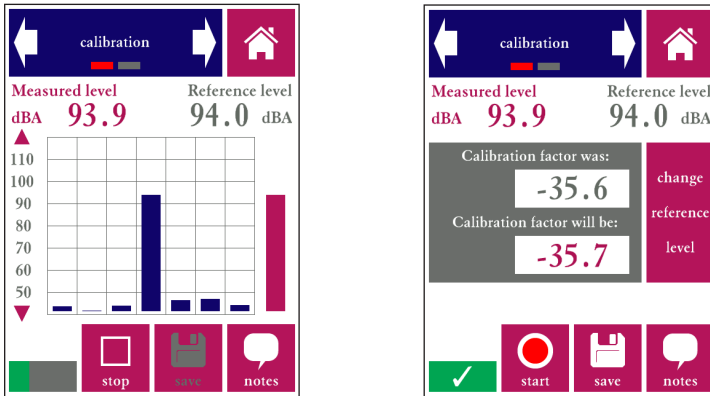 calibration
Measured level Reference level
dBA 93.9 94.0 dBA
110
100
90
80
70
60
50
stop save notes
calibration
Measured level Reference level
dBA 93.9 94.0 dBA
Calibration factor was:
-35.6
Calibration factor will be:
-35.7
change
reference
level
start save notes